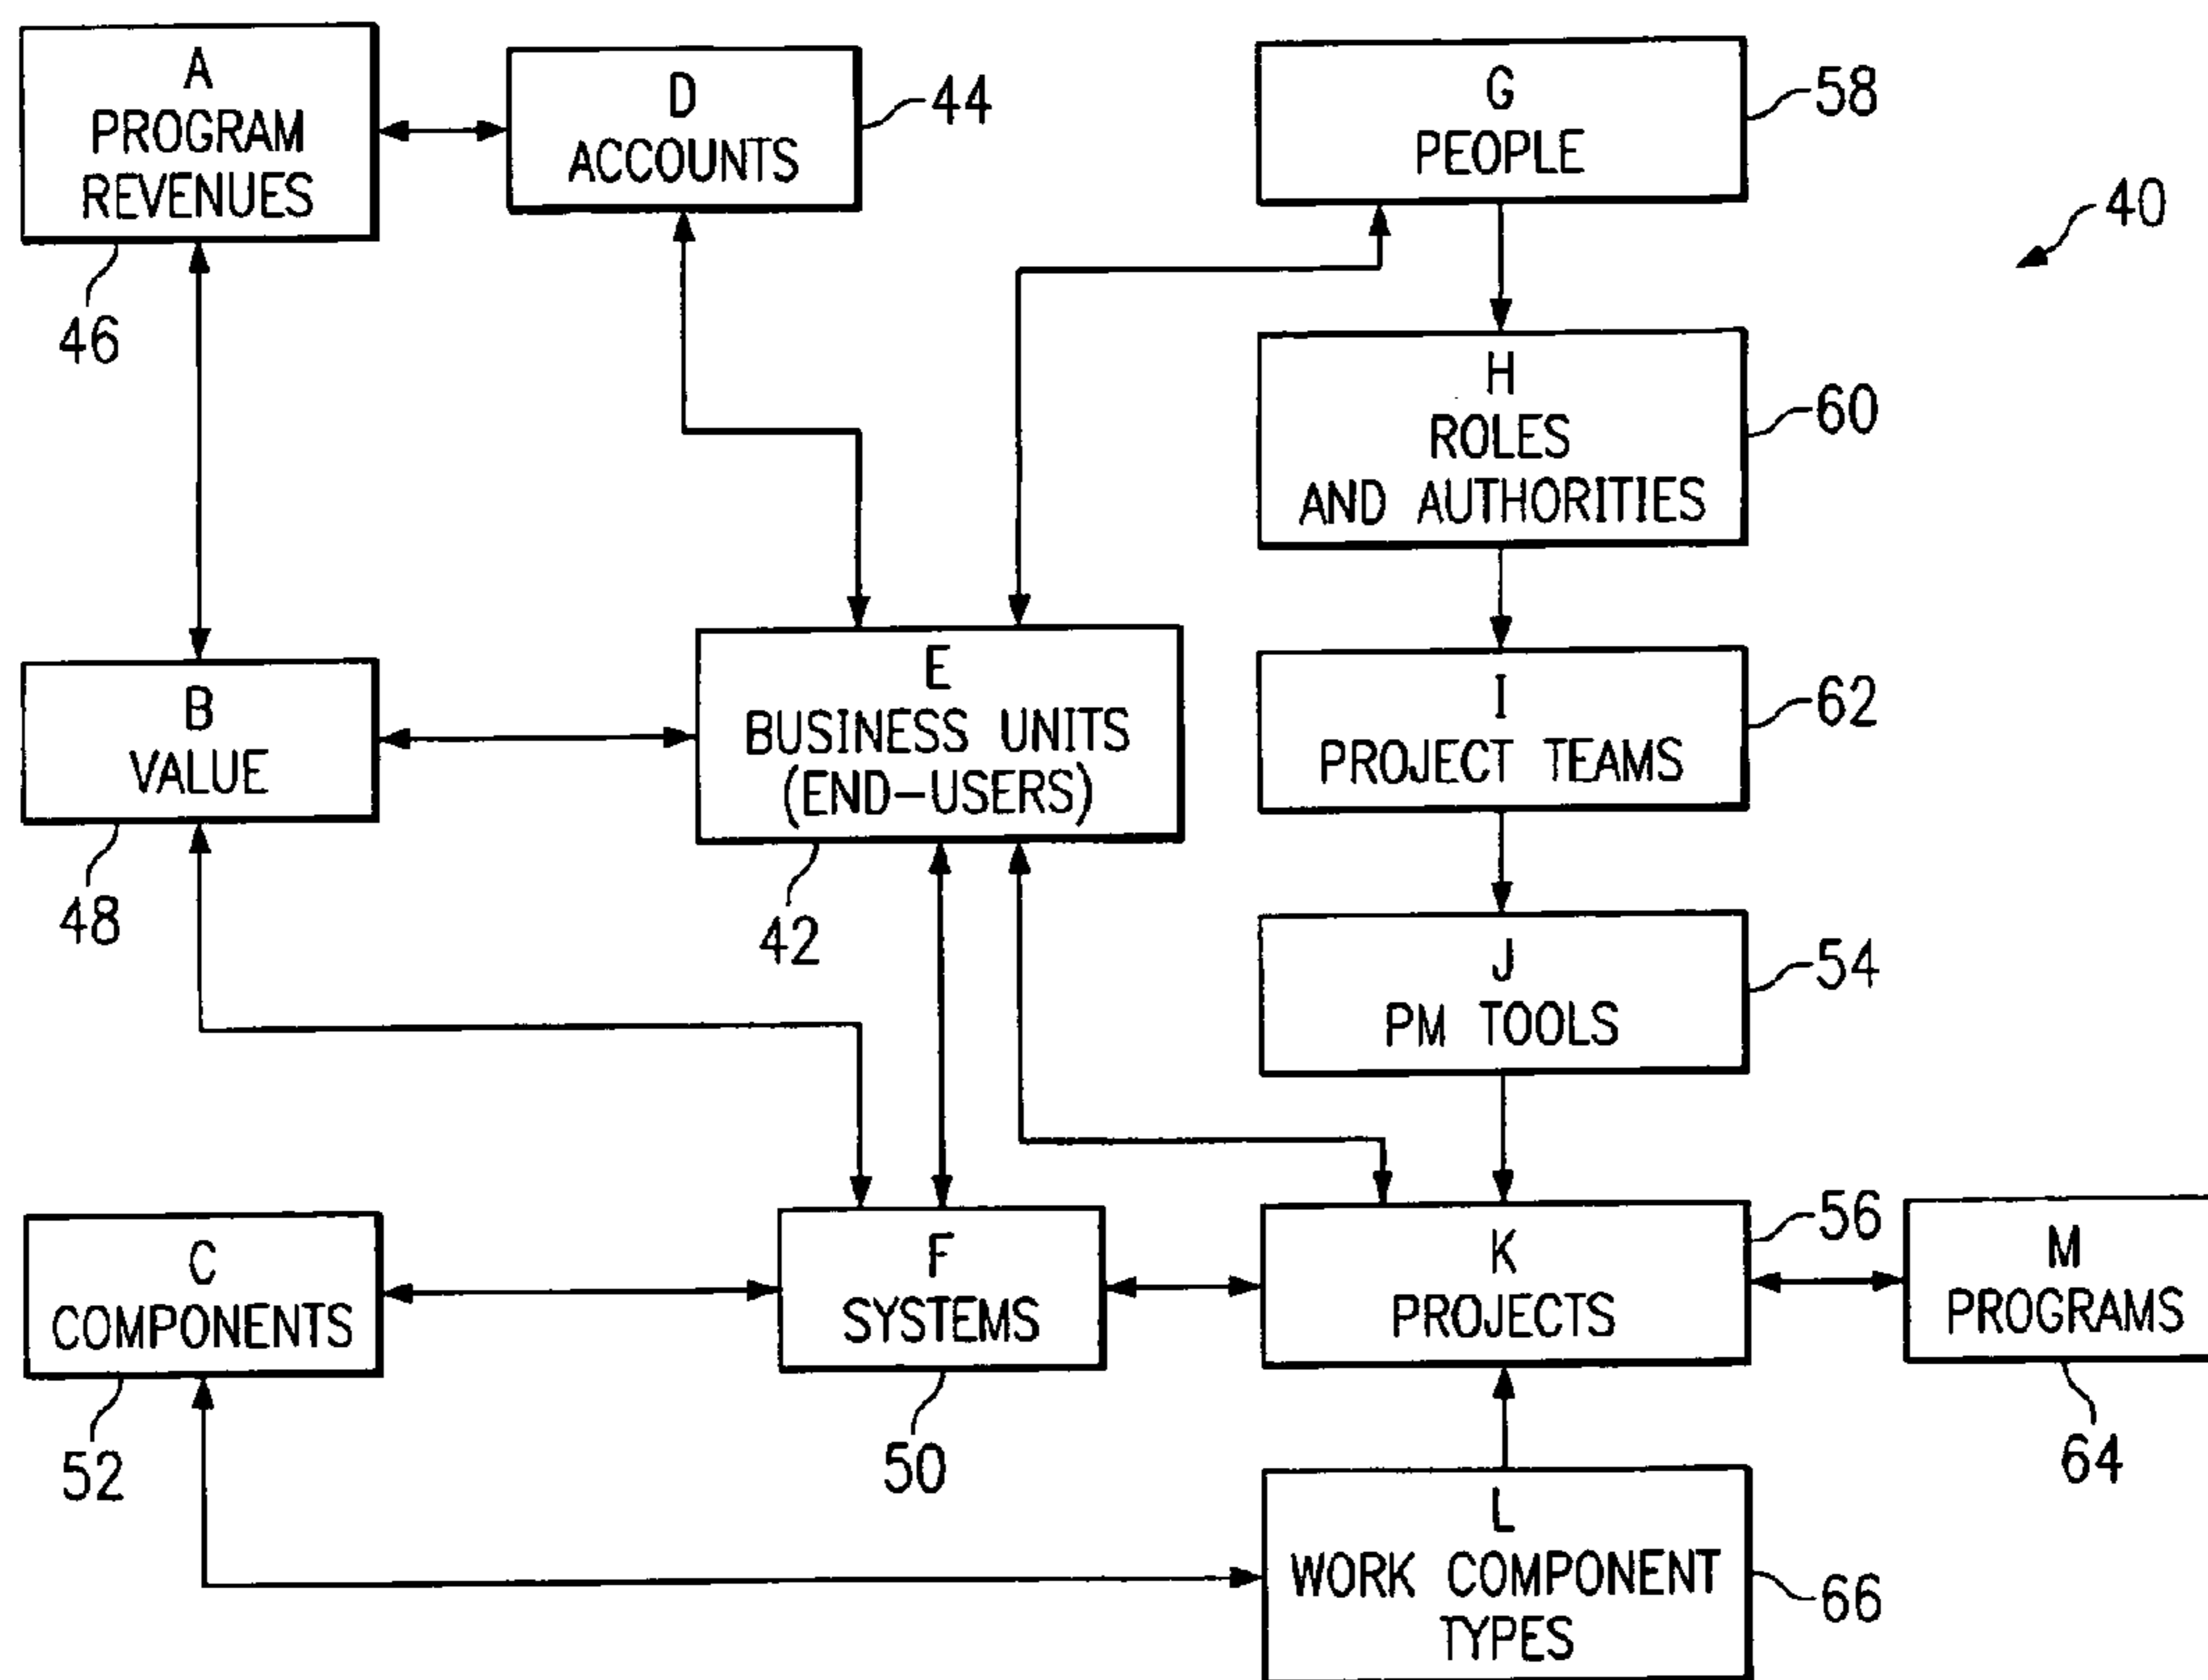 A
PROGRAM
REVENUES
46
D
ACCOUNTS
44
G
PEOPLE
58
40
H
ROLES
AND AUTHORITIES
60
B
VALUE
48
E
BUSINESS UNITS
(END-USERS)
42
I
PROJECT TEAMS
62
J
PM TOOLS
54
C
COMPONENTS
52
F
SYSTEMS
50
K
PROJECTS
56
M
PROGRAMS
64
L
WORK COMPONENT
TYPES
66